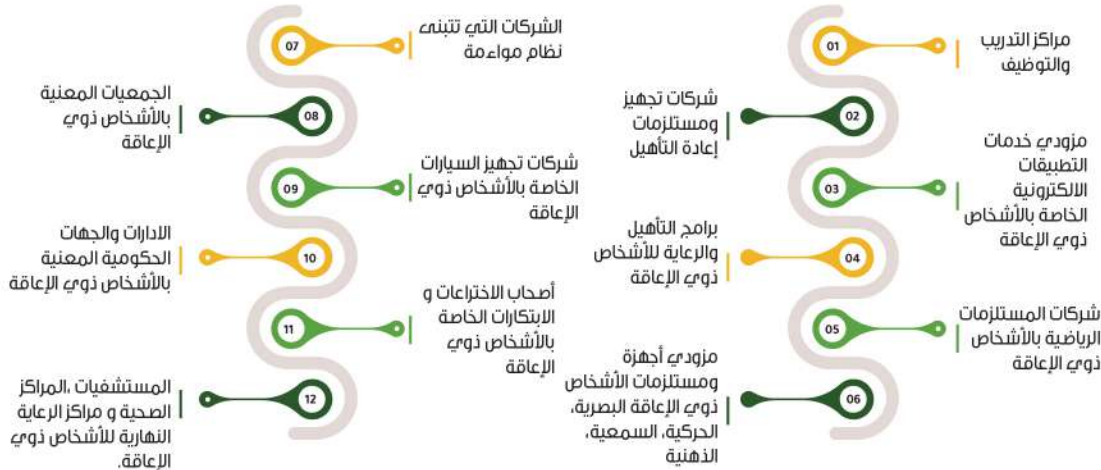 01
مراكز التدريب
والتوظيف
02
شركات تجهيز
ومستلزمات
إعادة التأهيل
03
مزودي خدمات
التطبيقات
الالكترونية
الخاصة بالأشخاص
ذوي الإعاقة
04
برامج التأهيل
والرعاية للأشخاص
ذوي الإعاقة
05
شركات المستلزمات
الرياضية بالأشخاص
ذوي الإعاقة
06
مزودي أجهزة
ومستلزمات الأشخاص
ذوي الإعاقة البصرية،
الحركية، السمعية،
الذهنية
07
الشركات التي تتبنى
نظام مواءمة
08
الجمعيات المعنية
بالأشخاص ذوي
الإعاقة
09
شركات تجهيز السيارات
الخاصة بالأشخاص ذوي
الإعاقة
10
الادارات والجهات
الحكومية المعنية
بالأشخاص ذوي الإعاقة
11
أصحاب الاختراعات و
الابتكارات الخاصة
بالأشخاص ذوي
الإعاقة
12
المستشفيات ،المراكز
الصحية و مراكز الرعاية
النهارية للأشخاص ذوي
الإعاقة.